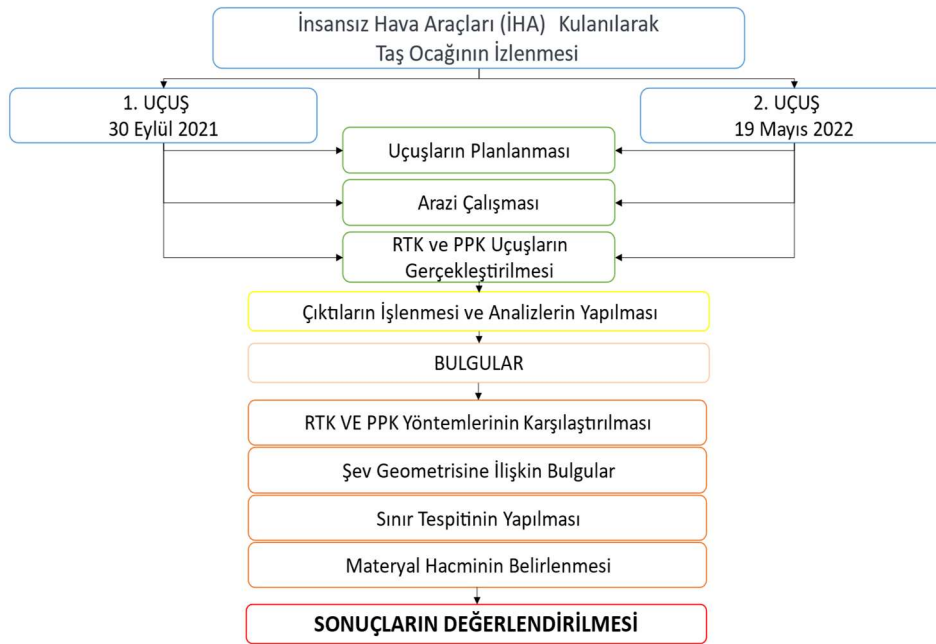 İnsansız Hava Araçları (İHA) Kulanılarak
Taş Ocağının İzlenmesi
1. UÇUŞ
30 Eylül 2021
2. UÇUŞ
19 Mayıs 2022
Uçuşların Planlanması
Arazi Çalışması
RTK ve PPK Uçuşların
Gerçekleştirilmesi
Çıktıların İşlenmesi ve Analizlerin Yapılması
BULGULAR
RTK VE PPK Yöntemlerinin Karşılaştırılması
Şev Geometrisine İlişkin Bulgular
Sınır Tespitinin Yapılması
Materyal Hacminin Belirlenmesi
SONUÇLARIN DEĞERLENDİRİLMESİ